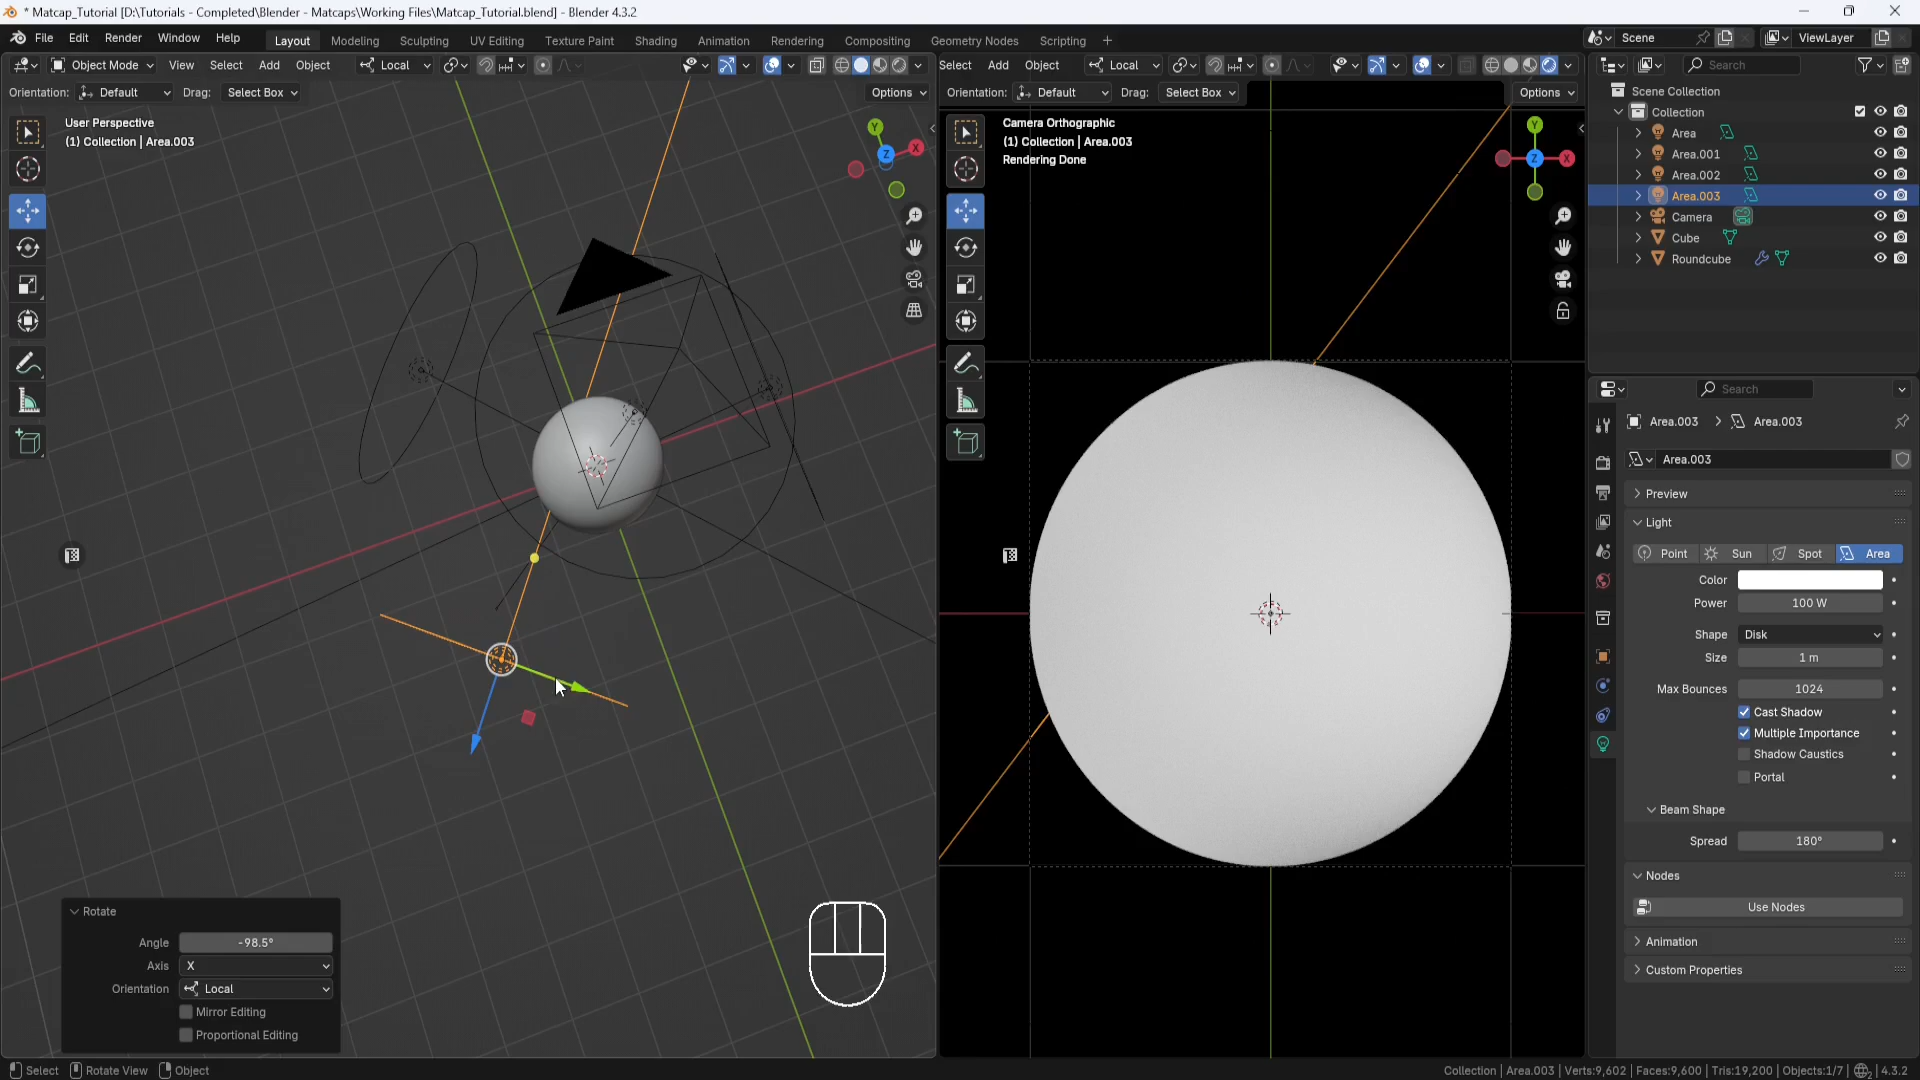 * Matcap_Tutorial [D:\Tutorials - Completed\Blender - Matcaps\Working Files\Matcap_Tutorial.blend] - Blender 4.3.2
File Edit Render Window Help Layout Modeling Sculpting UV Editing Texture Paint Shading Animation Rendering Compositing Geometry Nodes Scripting + Scene ViewLayer
Object Mode View Select Add Object Local
Select Add Object Local
Search
Orientation: Default Drag: Select Box Options
Orientation: Default Drag: Select Box Options
User Perspective
(1) Collection | Area.003
Y
X
Z
Camera Orthographic
(1) Collection | Area.003
Rendering Done
Y
Z
X
Scene Collection
Collection
Area
Area.001
Area.002
Area.003
Camera
Cube
Roundcube
Search
Area.003 > Area.003
Area.003
Preview
Light
Point Sun Spot Area
Color
Power 100 W
Shape Disk
Size 1 m
Max Bounces 1024
Cast Shadow
Multiple Importance
Shadow Caustics
Portal
Beam Shape
Spread 180°
Nodes
Use Nodes
Animation
Custom Properties
Rotate
Angle -98.5°
Axis X
Orientation Local
Mirror Editing
Proportional Editing
Select Rotate View Object
Collection | Area.003 | Verts:9,602 | Faces:9,600 | Tris:19,200 | Objects:1/7 | 4.3.2